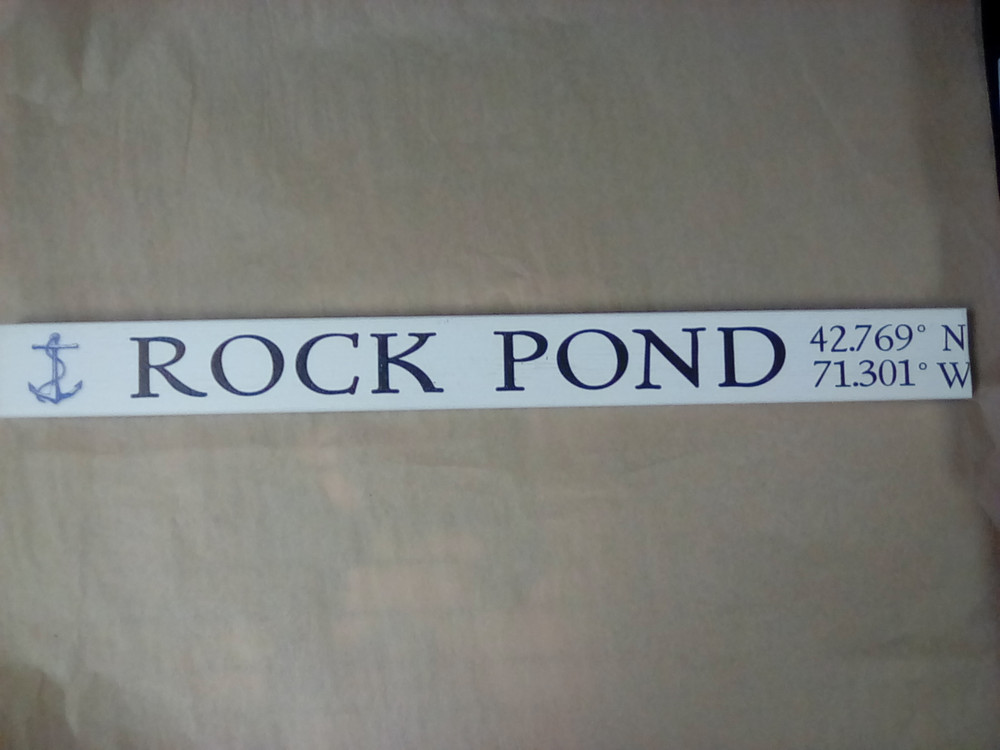 ROCK POND
42.769° N
71.301° W